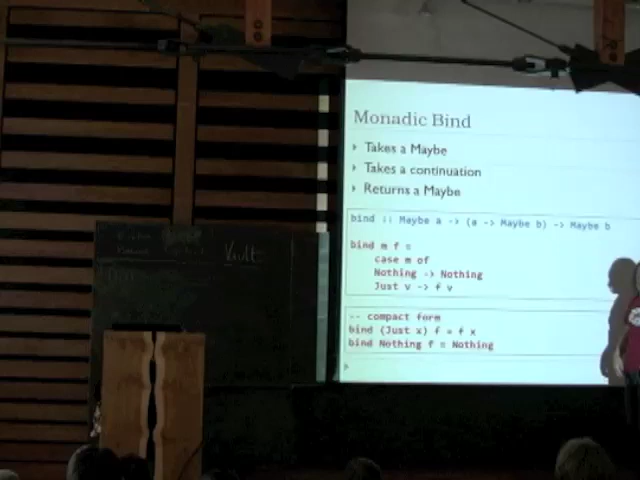 Monadic Bind
Takes a Maybe
Takes a continuation
Returns a Maybe
bind :: Maybe a -> (a -> Maybe b) -> Maybe b
bind m f =
case m of
Nothing -> Nothing
Just v -> f v
-- compact form
bind (Just x) f = f x
bind Nothing f = Nothing
Vault